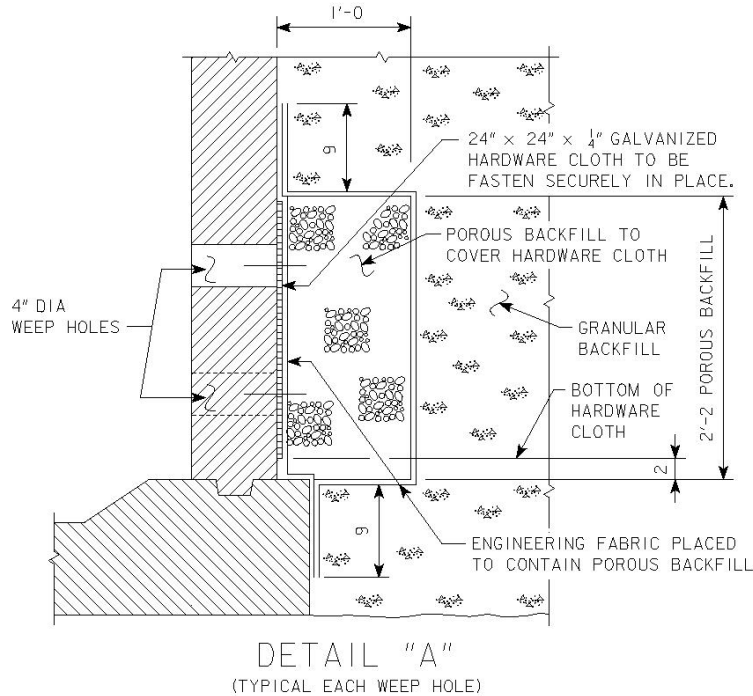 1'-0
9
24" × 24" × 1/4" GALVANIZED
HARDWARE CLOTH TO BE
FASTEN SECURELY IN PLACE.
POROUS BACKFILL TO
COVER HARDWARE CLOTH
4" DIA
WEEP HOLES
GRANULAR
BACKFILL
2'-2 POROUS BACKFILL
BOTTOM OF
HARDWARE
CLOTH
2
9
ENGINEERING FABRIC PLACED
TO CONTAIN POROUS BACKFILL
DETAIL "A"
(TYPICAL EACH WEEP HOLE)